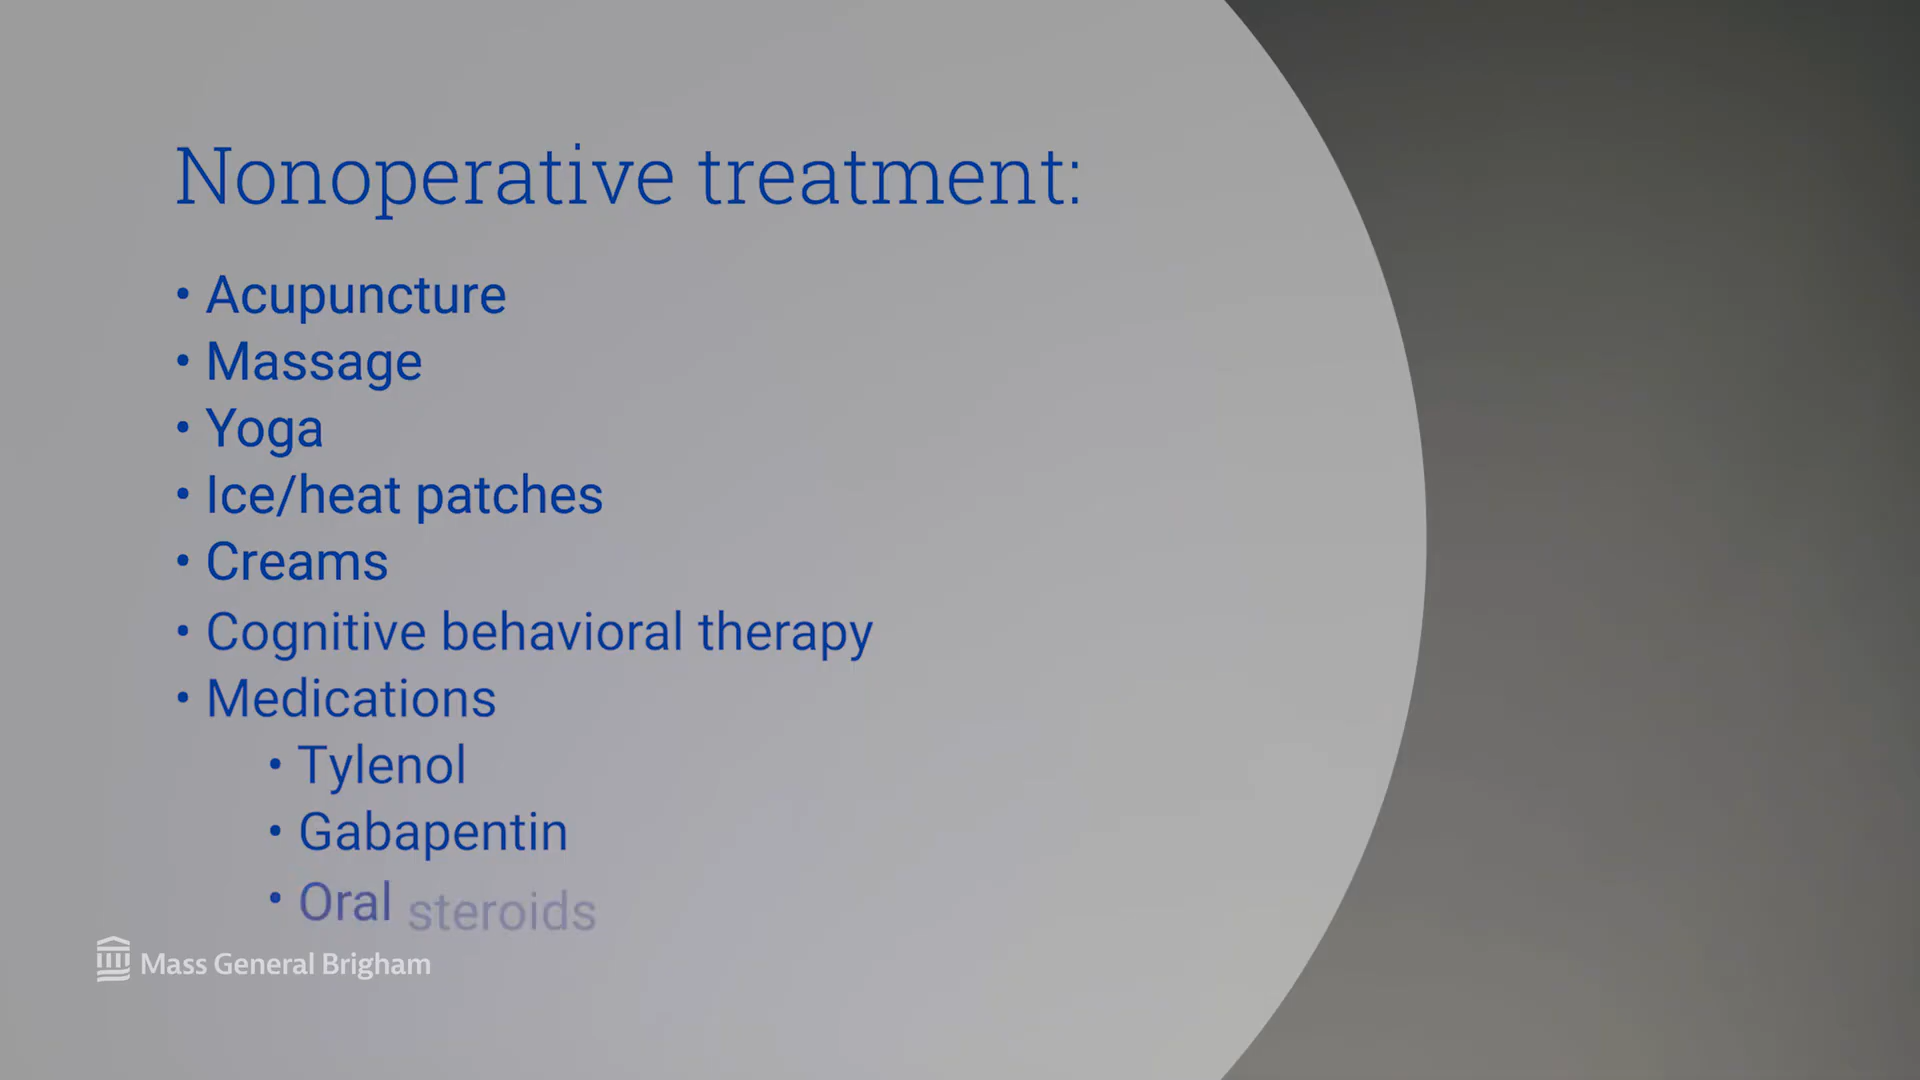 Nonoperative treatment:
• Acupuncture
• Massage
• Yoga
• Ice/heat patches
• Creams
• Cognitive behavioral therapy
• Medications
• Tylenol
• Gabapentin
• Oral steroids
Mass General Brigham